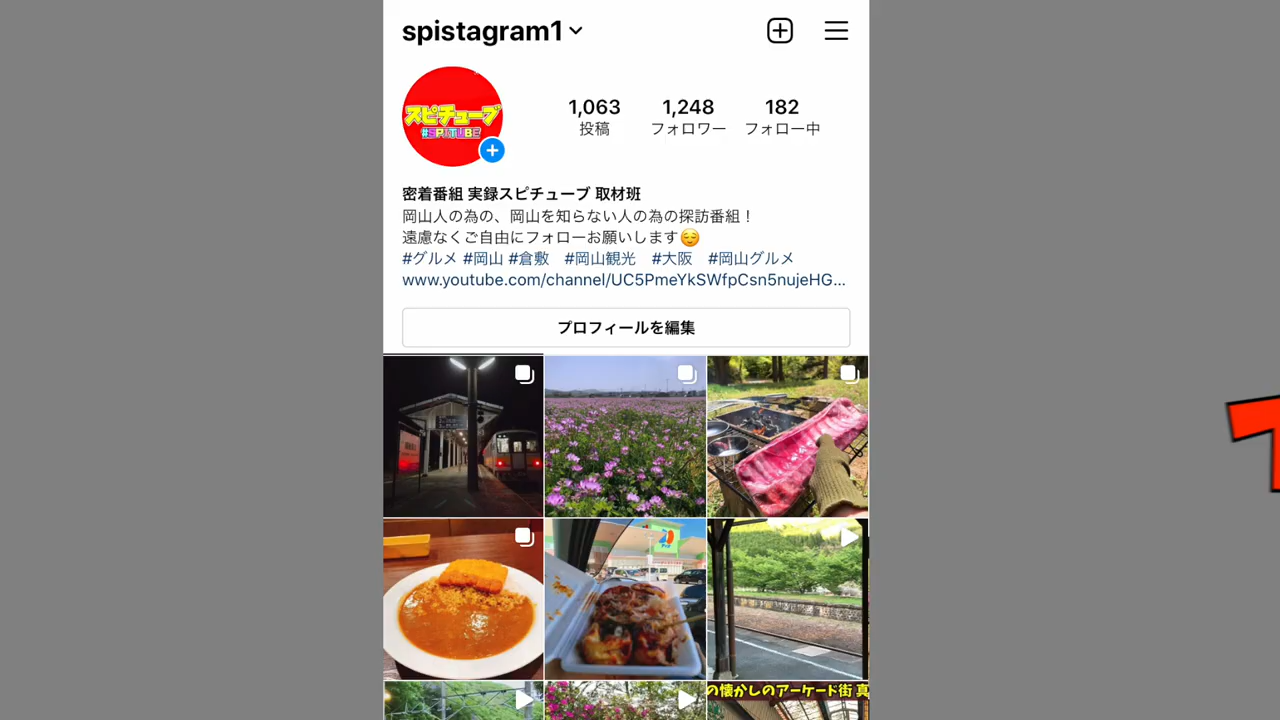 spistagram1
スピチューブ
#SPITUBE
1,063 1,248 182
投稿 フォロワー フォロー中
密着番組 実録スピチューブ 取材班
岡山人の為の、岡山を知らない人の為の探訪番組！
遠慮なくご自由にフォローお願いします😌
#グルメ #岡山 #倉敷　#岡山観光　#大阪　#岡山グルメ
www.youtube.com/channel/UC5PmeYkSWfpCsn5nujeHG...
プロフィールを編集
の懐かしのアーケード街 真